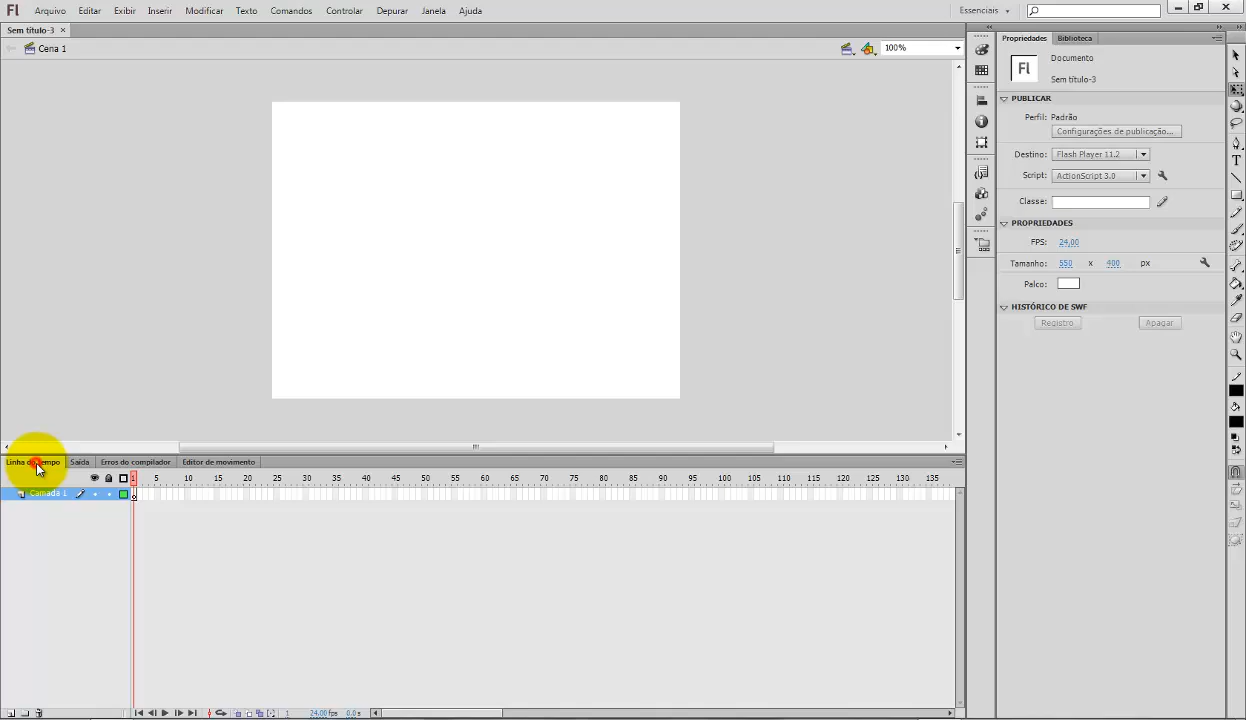 Fl Arquivo Editar Exibir Inserir Modificar Texto Comandos Controlar Depurar Janela Ajuda Essenciais
Sem título-3 ×
Cena 1 100%
Propriedades Biblioteca
Fl Documento
Sem título-3
PUBLICAR
Perfil: Padrão
Configurações de publicação...
Destino: Flash Player 11.2
Script: ActionScript 3.0
Classe:
PROPRIEDADES
FPS: 24,00
Tamanho: 550 x 400 px
Palco:
HISTÓRICO DE SWF
Registro Apagar
Linha do tempo Saída Erros do compilador Editor de movimento
1 5 10 15 20 25 30 35 40 45 50 55 60 65 70 75 80 85 90 95 100 105 110 115 120 125 130 135
Camada 1
1 24,00 fps 0,0 s